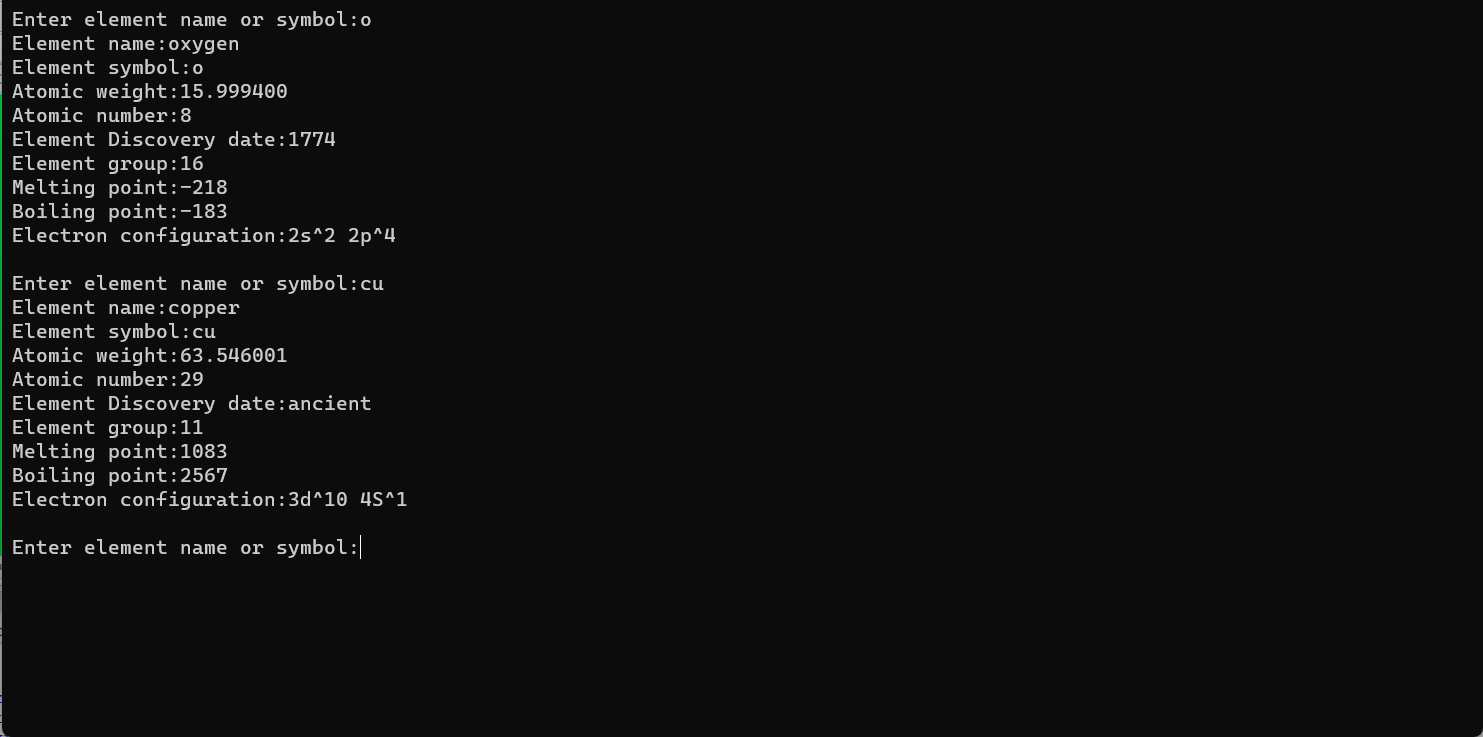 Enter element name or symbol:o
Element name:oxygen
Element symbol:o
Atomic weight:15.999400
Atomic number:8
Element Discovery date:1774
Element group:16
Melting point:-218
Boiling point:-183
Electron configuration:2s^2 2p^4
Enter element name or symbol:cu
Element name:copper
Element symbol:cu
Atomic weight:63.546001
Atomic number:29
Element Discovery date:ancient
Element group:11
Melting point:1083
Boiling point:2567
Electron configuration:3d^10 4S^1
Enter element name or symbol: